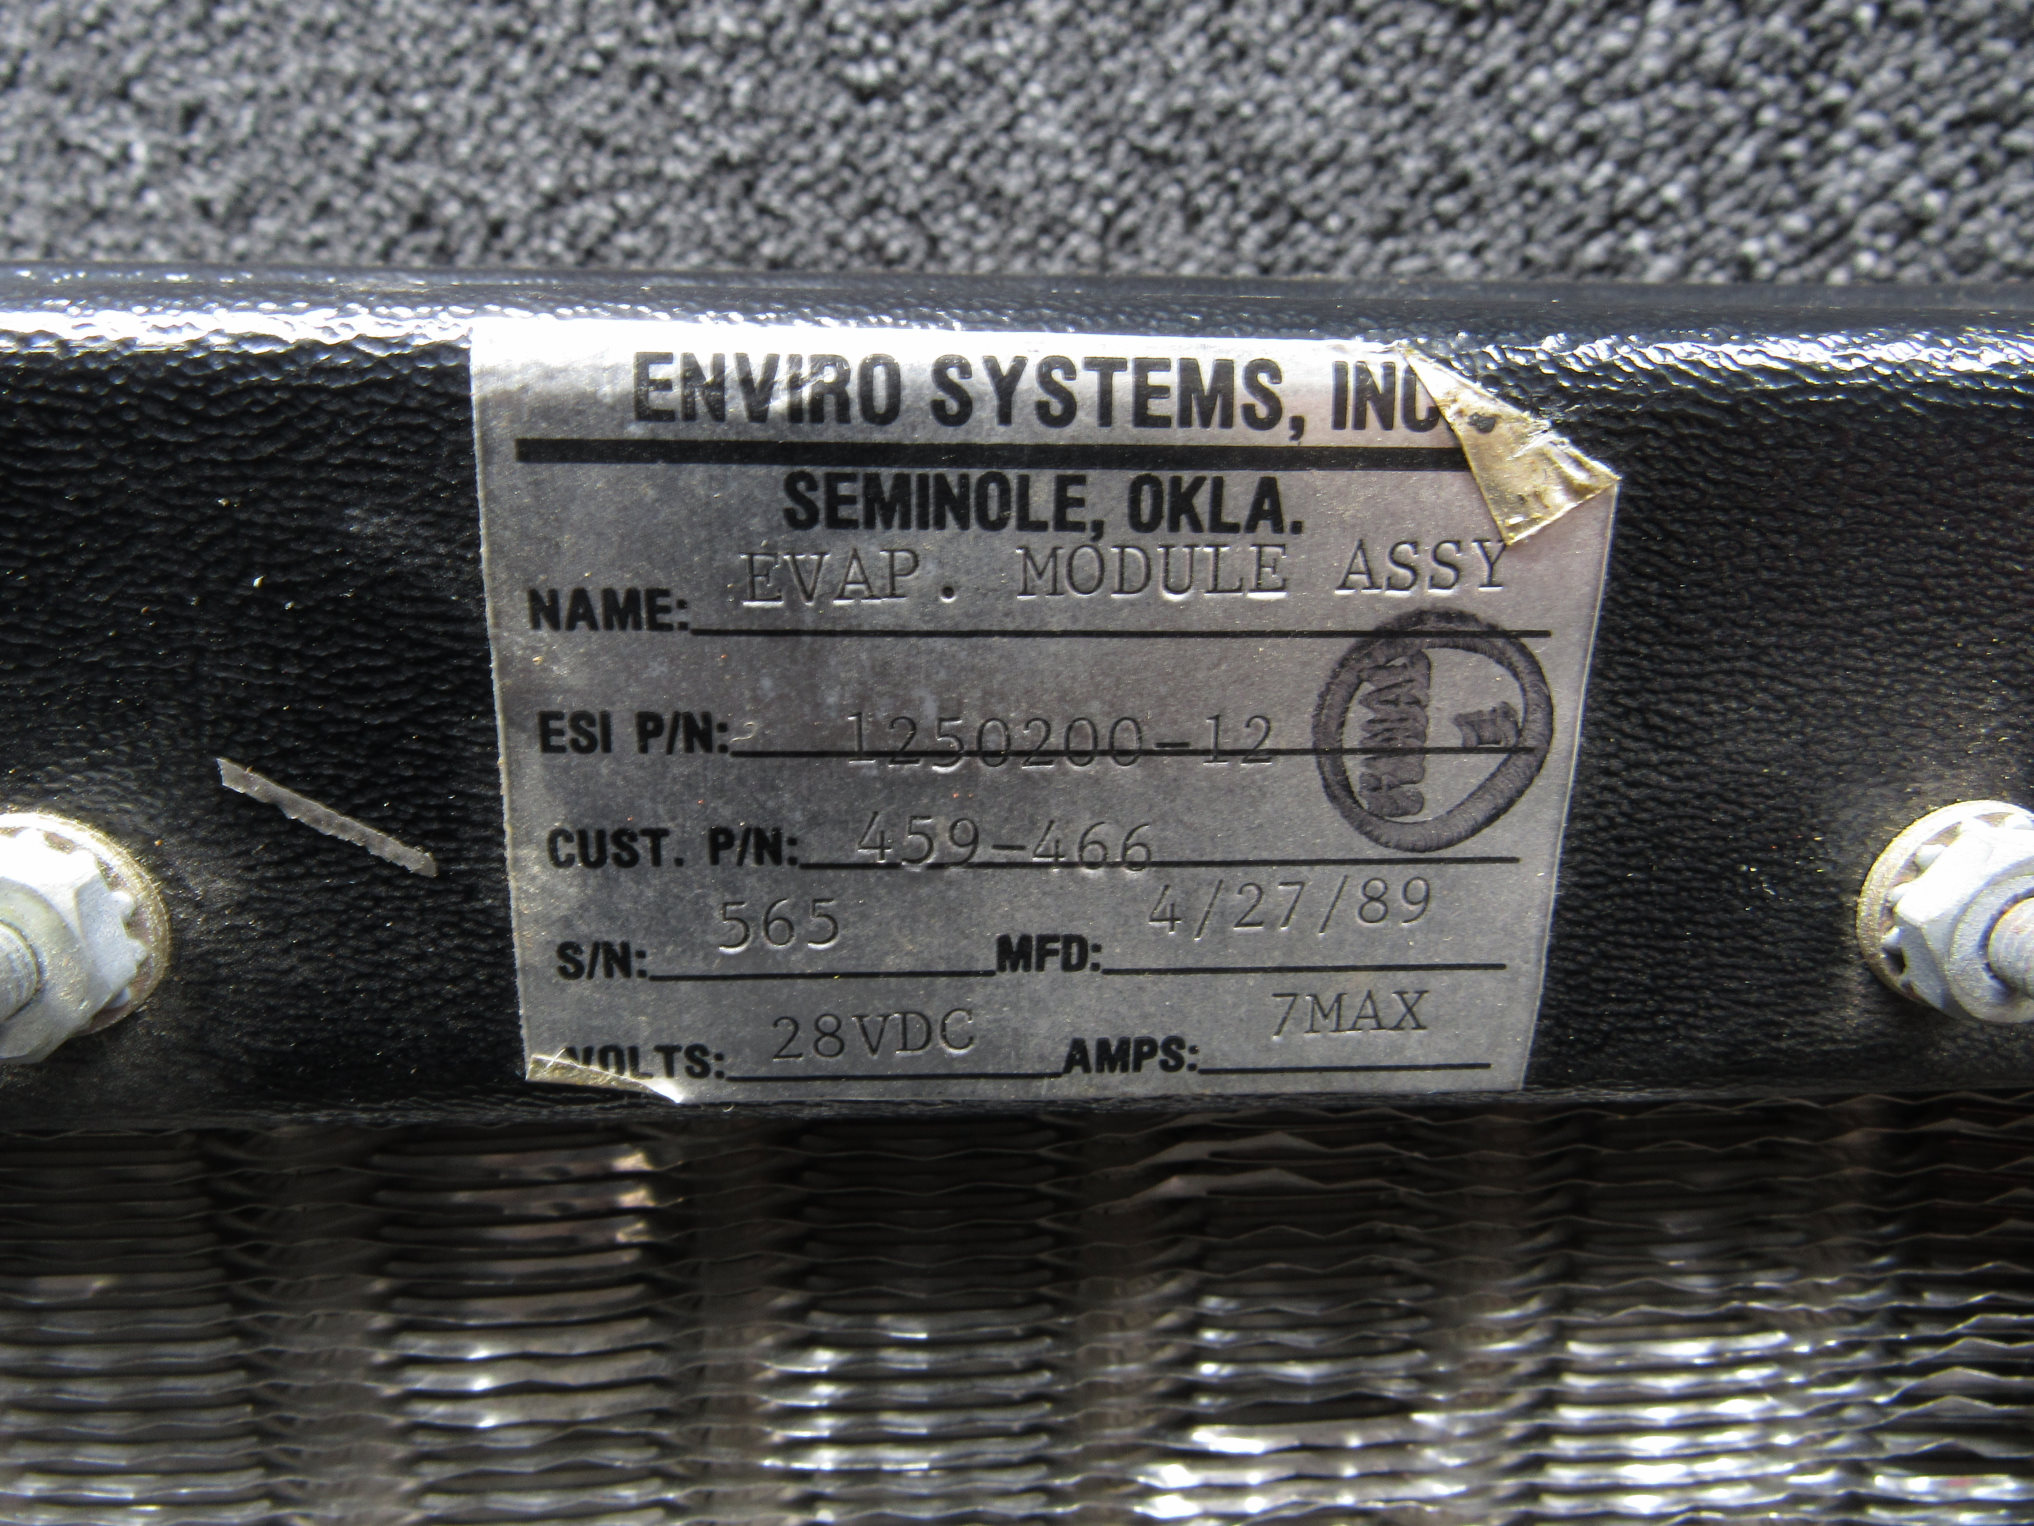 ENVIRO SYSTEMS, INC.
SEMINOLE, OKLA.
NAME: EVAP. MODULE ASSY
ESI P/N: 1250200-12
CUST. P/N: 459-466
S/N: 565 MFD: 4/27/89
VOLTS: 28VDC AMPS: 7MAX